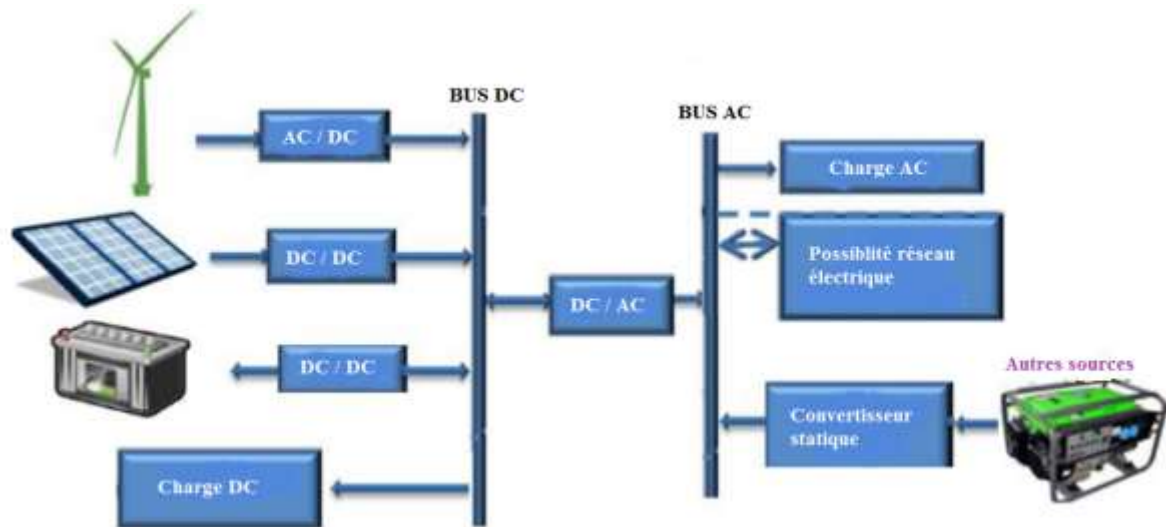 BUS DC
BUS AC
AC / DC
Charge AC
DC / DC
Possiblité réseau
électrique
DC / AC
DC / DC
Autres sources
Convertisseur
statique
Charge DC